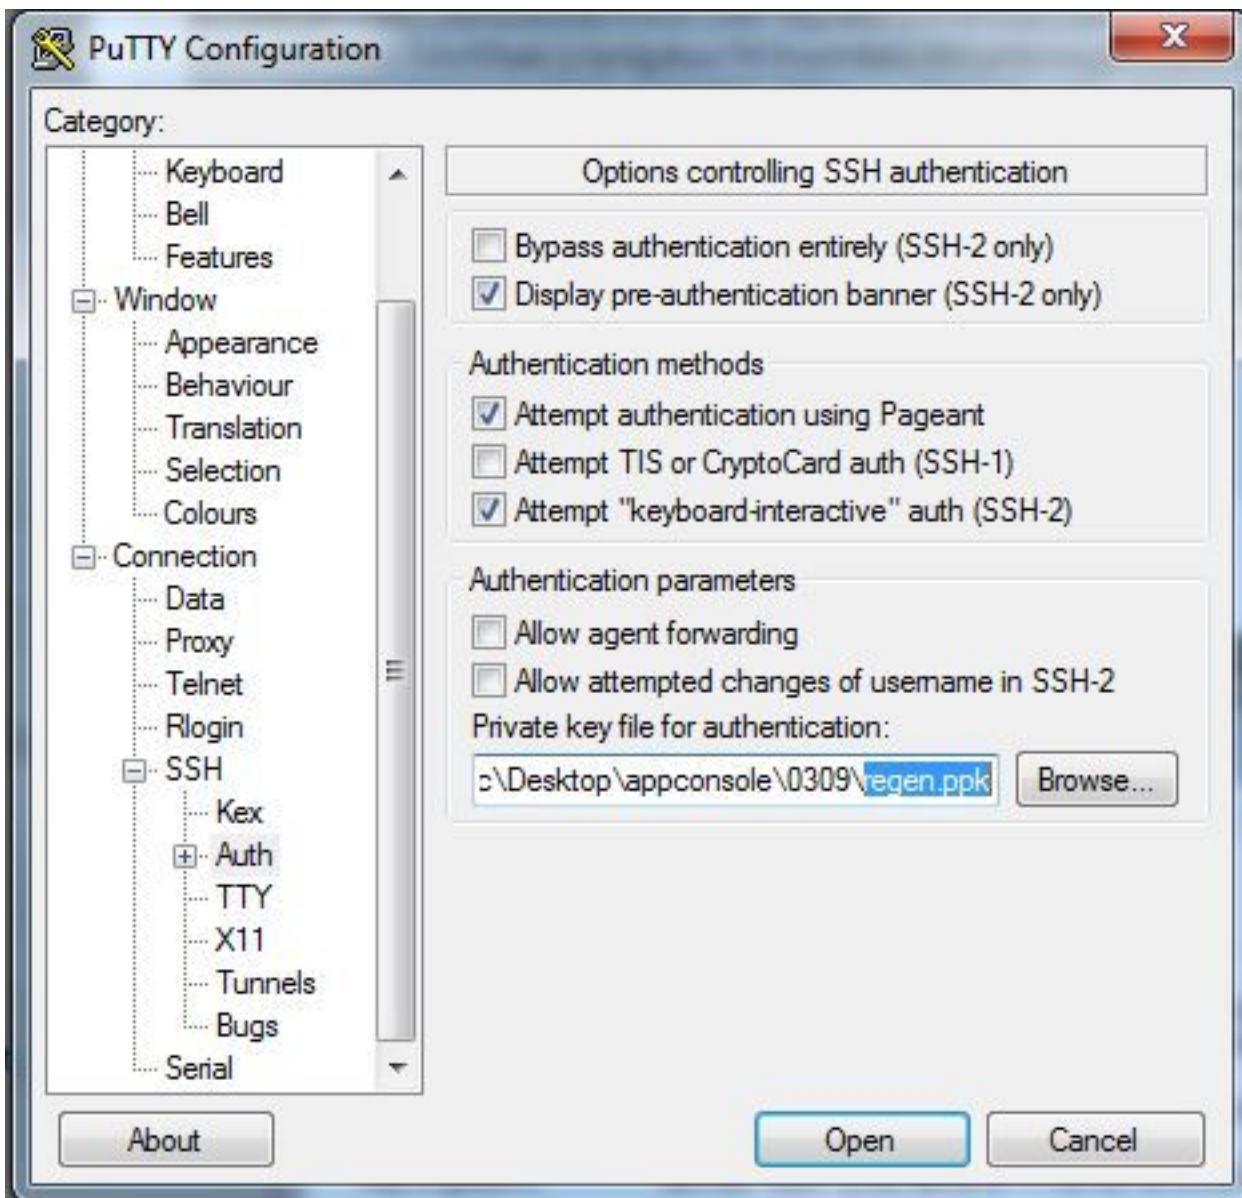 PuTTY Configuration
x
Category:
Keyboard
Bell
Features
Window
Appearance
Behaviour
Translation
Selection
Colours
Connection
Data
Proxy
Telnet
Rlogin
SSH
Kex
Auth
TTY
X11
Tunnels
Bugs
Serial
Options controlling SSH authentication
Bypass authentication entirely (SSH-2 only)
Display pre-authentication banner (SSH-2 only)
Authentication methods
Attempt authentication using Pageant
Attempt TIS or CryptoCard auth (SSH-1)
Attempt "keyboard-interactive" auth (SSH-2)
Authentication parameters
Allow agent forwarding
Allow attempted changes of username in SSH-2
Private key file for authentication:
c\Desktop\appconsole\0309\regen.ppk
Browse...
About
Open
Cancel